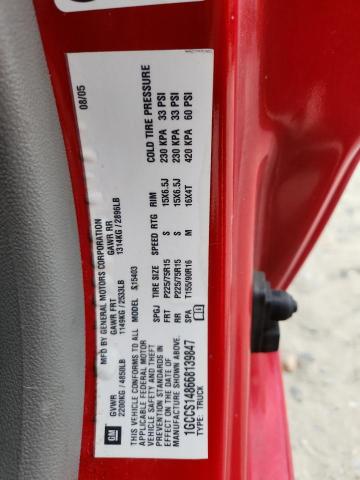 GM
MFD BY GENERAL MOTORS CORPORATION
08/05
GVWR GAWR FRT GAWR RR
2200KG / 4850LB 1149KG / 2533LB 1314KG / 2896LB
THIS VEHICLE CONFORMS TO ALL
APPLICABLE FEDERAL MOTOR S15403
VEHICLE SAFETY AND THEFT
PREVENTION STANDARDS IN
EFFECT ON THE DATE OF
MANUFACTURE SHOWN ABOVE.
1GCCS148668139847
TYPE: TRUCK
SPGJ TIRE SIZE SPEED RTG RIM COLD TIRE PRESSURE
FRT P225/75R15 S 15X6.5J 230 KPA 33 PSI
RR P225/75R15 S 15X6.5J 230 KPA 33 PSI
SPA T155/90R16 M 16X4T 420 KPA 60 PSI